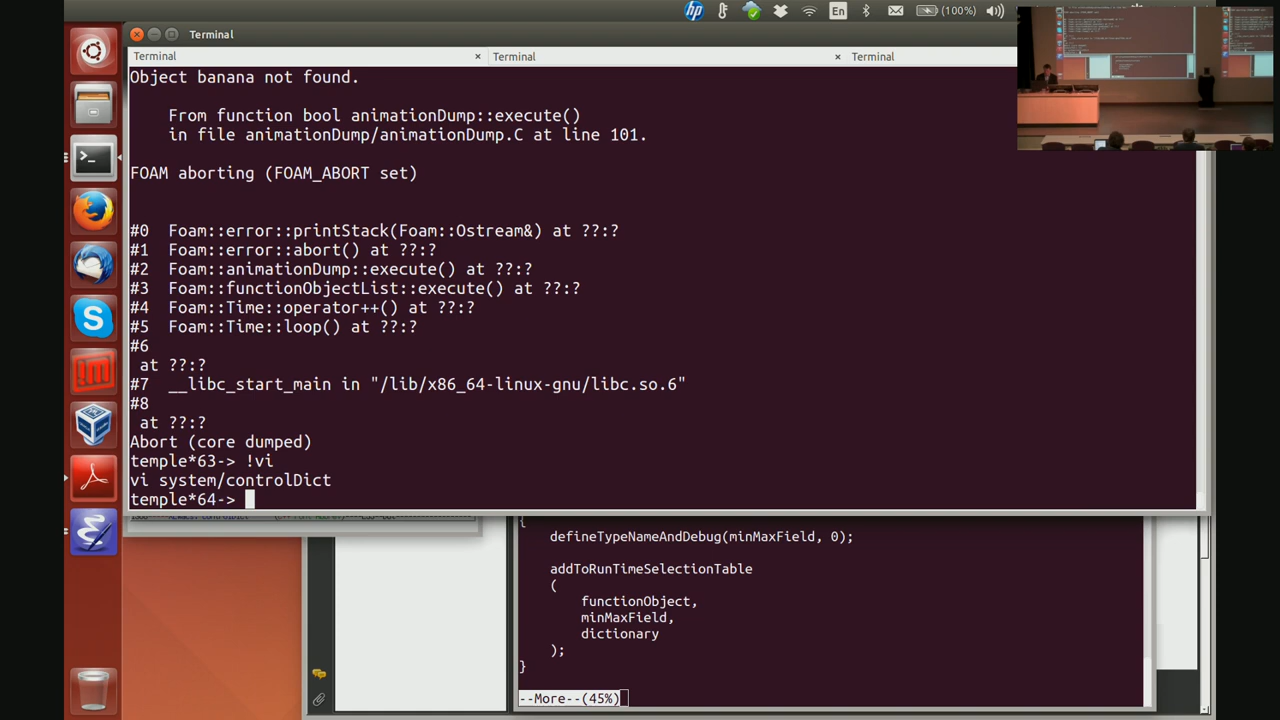 En
(100%)
Terminal
Terminal
Terminal
Terminal
Object banana not found.
From function bool animationDump::execute()
in file animationDump/animationDump.C at line 101.
FOAM aborting (FOAM_ABORT set)
#0 Foam::error::printStack(Foam::Ostream&) at ??:?
#1 Foam::error::abort() at ??:?
#2 Foam::animationDump::execute() at ??:?
#3 Foam::functionObjectList::execute() at ??:?
#4 Foam::Time::operator++() at ??:?
#5 Foam::Time::loop() at ??:?
#6
at ??:?
#7 __libc_start_main in "/lib/x86_64-linux-gnu/libc.so.6"
#8
at ??:?
Abort (core dumped)
temple*63-> !vi
vi system/controlDict
temple*64->
{
defineTypeNameAndDebug(minMaxField, 0);
addToRunTimeSelectionTable
(
functionObject,
minMaxField,
dictionary
);
}
--More--(45%)